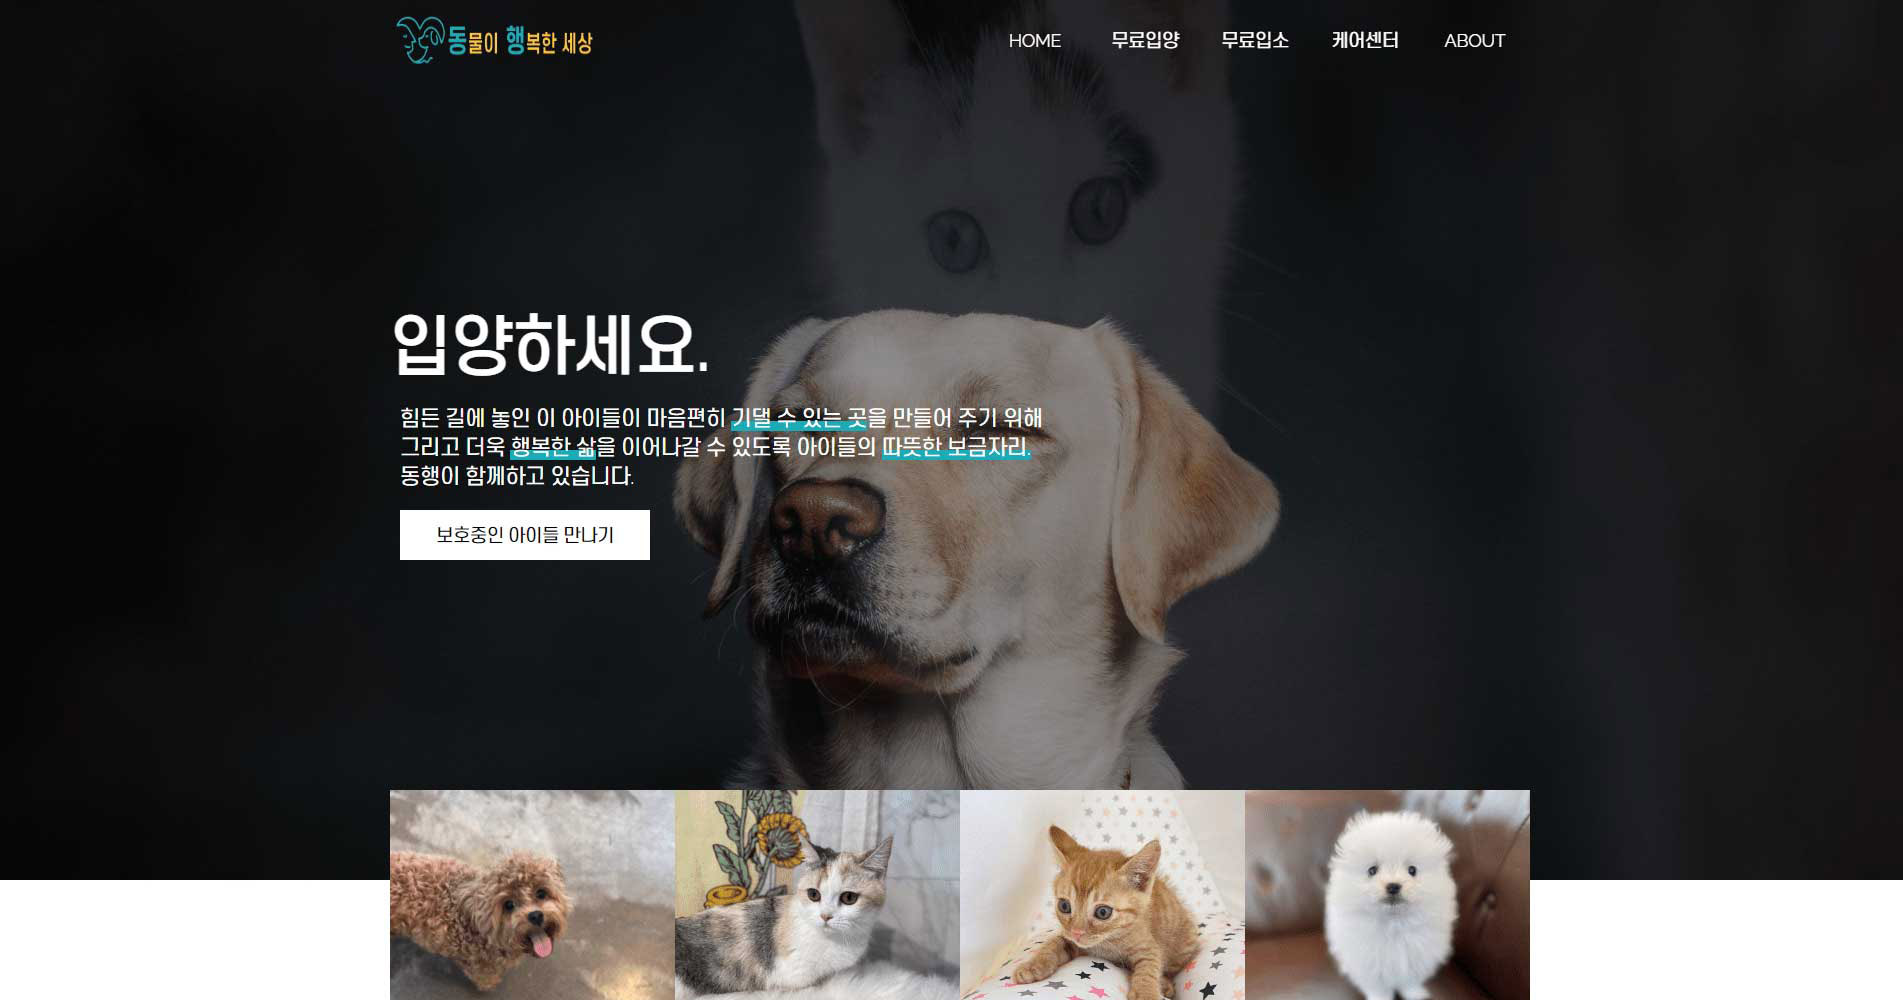 동물이 행복한 세상
HOME 무료입양 무료입소 케어센터 ABOUT
입양하세요.
힘든 길에 놓인 이 아이들이 마음편히 기댈 수 있는 곳을 만들어 주기 위해
그리고 더욱 행복한 삶을 이어나갈 수 있도록 아이들의 따뜻한 보금자리.
동행이 함께하고 있습니다.
보호중인 아이들 만나기